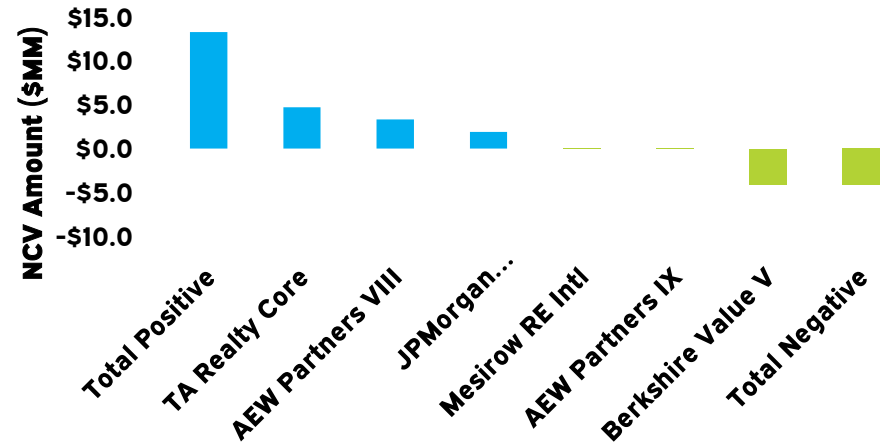 NCV Amount ($MM)
$15.0
$10.0
$5.0
$0.0
-$5.0
-$10.0
Total Positive
TA Realty Core
AEW Partners VIII
JPMorgan...
Mesirow RE Intl
AEW Partners IX
Berkshire Value V
Total Negative